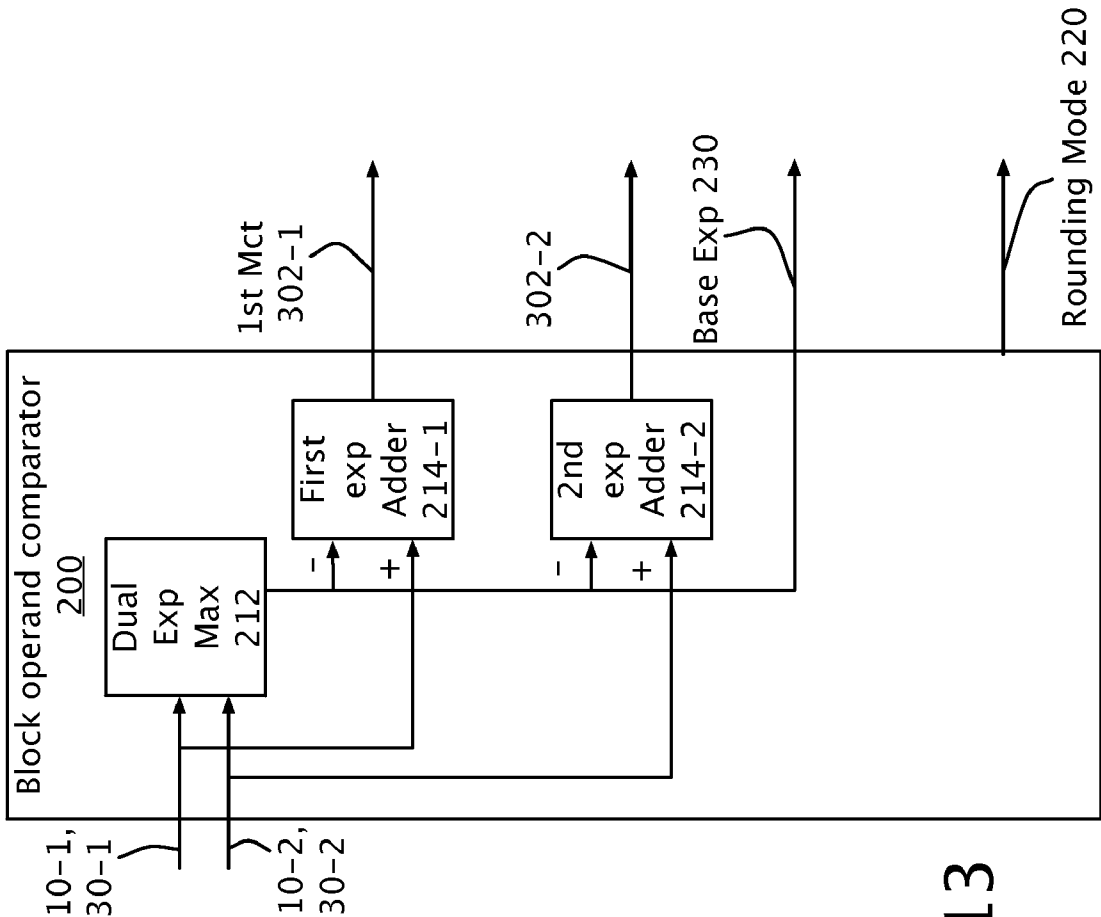 Block operand comparator
200
10-1,
30-1
10-2,
30-2
Dual
Exp
Max
212
-
+
First
exp
Adder
214-1
1st Mct
302-1
-
+
2nd
exp
Adder
214-2
302-2
Base Exp 230
Rounding Mode 220